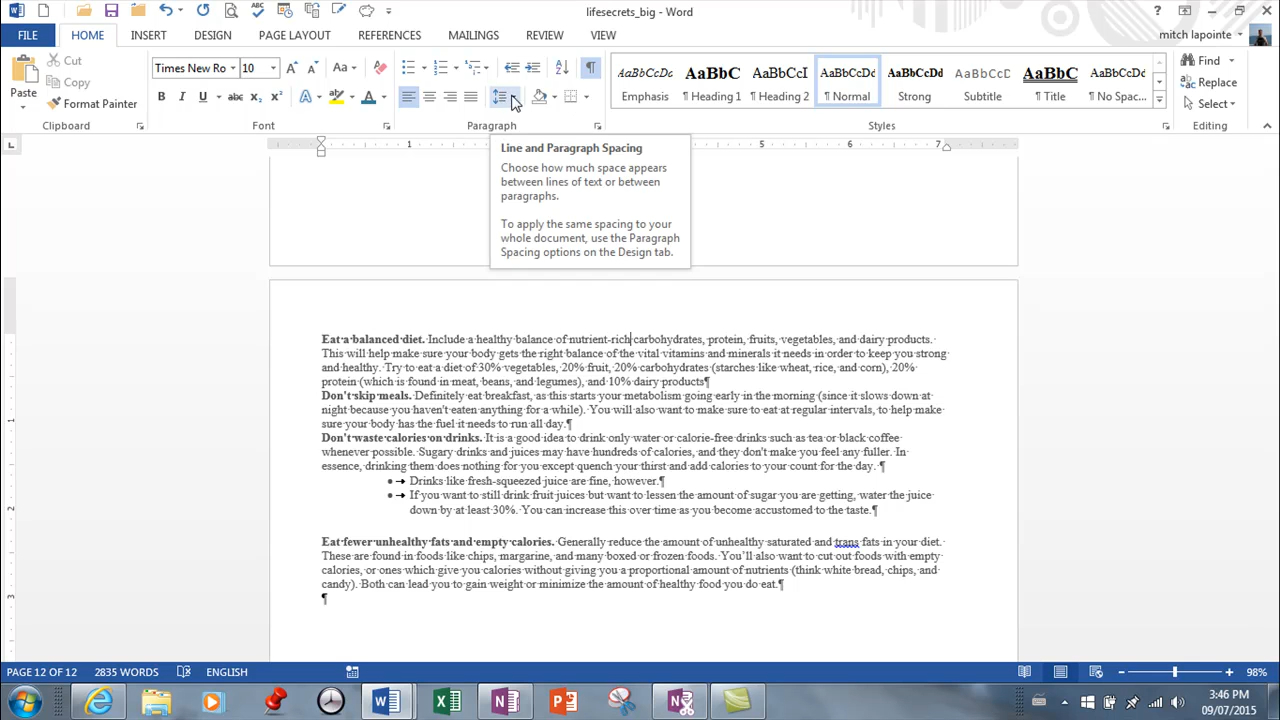 lifesecrets_big - Word
FILE HOME INSERT DESIGN PAGE LAYOUT REFERENCES MAILINGS REVIEW VIEW mitch lapointe
Paste
Cut
Copy
Format Painter
Clipboard
Times New Ro 10
Font
Paragraph
AaBbCcDc AaBbC AaBbCcI AaBbCcDc AaBbCcDd AaBbCcDd AaBbC AaBbCcDc
Emphasis ¶ Heading 1 ¶ Heading 2 ¶ Normal Strong Subtitle ¶ Title ¶ No Spac...
Styles
Find
Replace
Select
Editing
1 5 6 7
Line and Paragraph Spacing
Choose how much space appears
between lines of text or between
paragraphs.
To apply the same spacing to your
whole document, use the Paragraph
Spacing options on the Design tab.
Eat a balanced diet. Include a healthy balance of nutrient-rich carbohydrates, protein, fruits, vegetables, and dairy products.
This will help make sure your body gets the right balance of the vital vitamins and minerals it needs in order to keep you strong
and healthy. Try to eat a diet of 30% vegetables, 20% fruit, 20% carbohydrates (starches like wheat, rice, and corn), 20%
protein (which is found in meat, beans, and legumes), and 10% dairy products¶
Don't skip meals. Definitely eat breakfast, as this starts your metabolism going early in the morning (since it slows down at
night because you haven't eaten anything for a while). You will also want to make sure to eat at regular intervals, to help make
sure your body has the fuel it needs to run all day.¶
Don't waste calories on drinks. It is a good idea to drink only water or calorie-free drinks such as tea or black coffee
whenever possible. Sugary drinks and juices may have hundreds of calories, and they don't make you feel any fuller. In
essence, drinking them does nothing for you except quench your thirst and add calories to your count for the day. ¶
• Drinks like fresh-squeezed juice are fine, however.¶
• If you want to still drink fruit juices but want to lessen the amount of sugar you are getting, water the juice
down by at least 30%. You can increase this over time as you become accustomed to the taste.¶
Eat fewer unhealthy fats and empty calories. Generally reduce the amount of unhealthy saturated and trans fats in your diet.
These are found in foods like chips, margarine, and many boxed or frozen foods. You'll also want to cut out foods with empty
calories, or ones which give you calories without giving you a proportional amount of nutrients (think white bread, chips, and
candy). Both can lead you to gain weight or minimize the amount of healthy food you do eat.¶
¶
1
2
3
PAGE 12 OF 12 2835 WORDS ENGLISH 98%
3:46 PM
09/07/2015